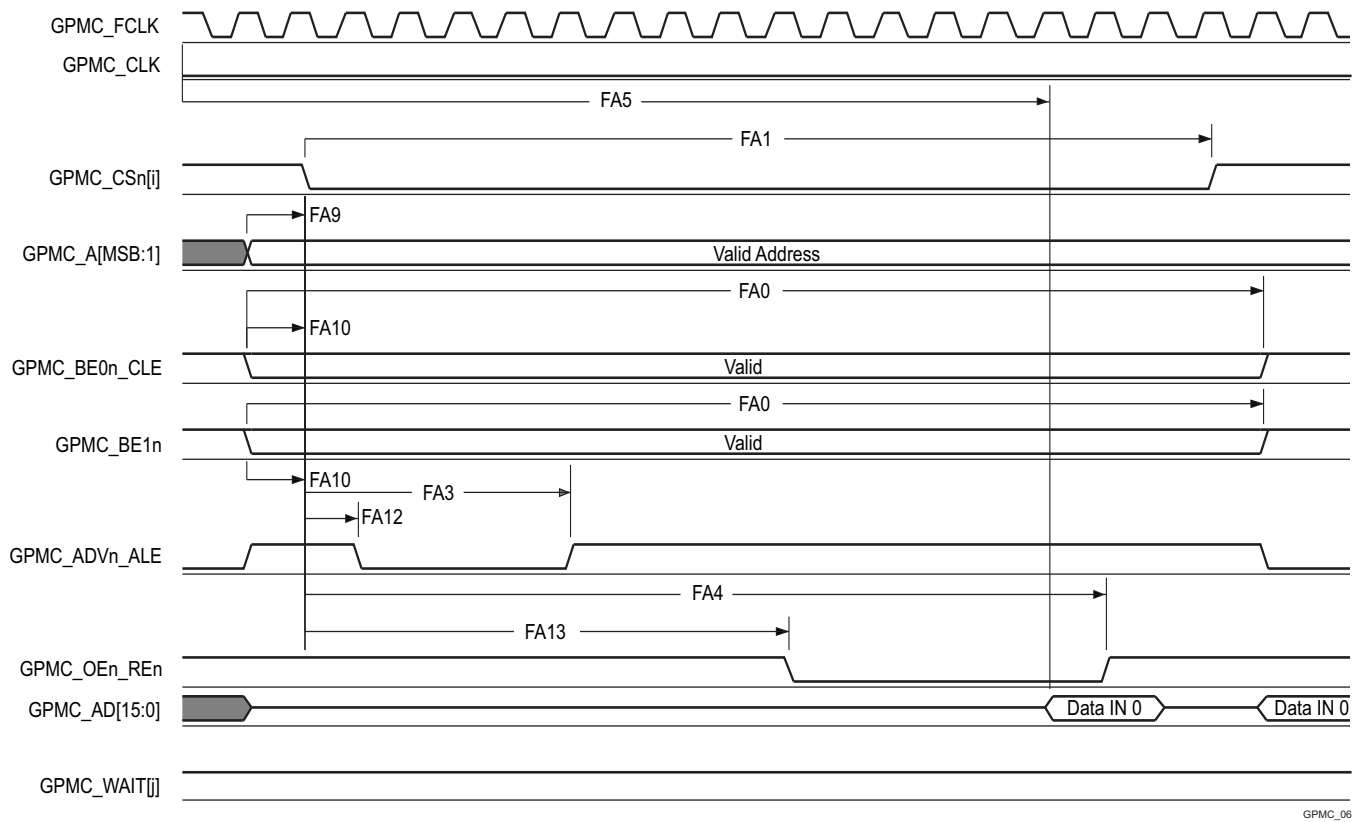 GPMC_FCLK
GPMC_CLK
FA5
FA1
GPMC_CSn[i]
FA9
GPMC_A[MSB:1] Valid Address
FA0
FA10
GPMC_BE0n_CLE Valid
FA0
GPMC_BE1n Valid
FA10
FA3
FA12
GPMC_ADVn_ALE
FA4
FA13
GPMC_OEn_REn
GPMC_AD[15:0] Data IN 0 Data IN 0
GPMC_WAIT[j]
GPMC_06